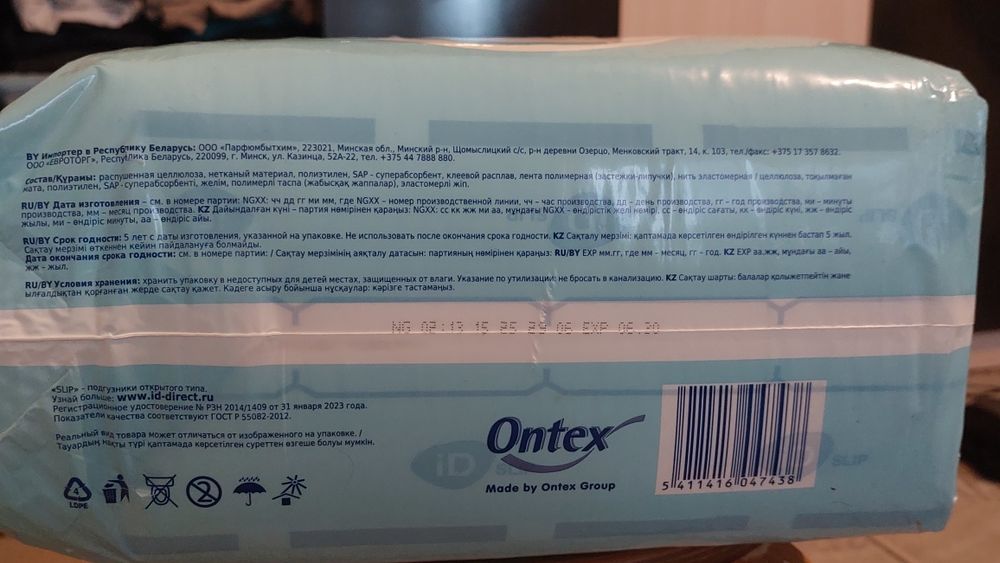 BY Импортер в Республику Беларусь: ООО «Парфюмбытхим», 223021, Минская обл., Минский р-н, Щомыслицкий с/с, р-н деревни Озерцо, Менковский тракт, 14, к. 103, тел./факс: +375 17 357 8632.
ООО «ЕВРОТОРГ», Республика Беларусь, 220099, г. Минск, ул. Казинца, 52А-22, тел. +375 44 7888 880.
Состав/Құрамы: распушенная целлюлоза, нетканый материал, полиэтилен, SAP - суперабсорбент, клеевой расплав, лента полимерная (застежки-липучки), нить эластомерная / целлюлоза, тоқылмаған
мата, полиэтилен, SAP - суперабсорбенті, желім, полимерлі таспа (жабысқақ жаппалар), эластомерлі жіп.
RU/BY Дата изготовления – см. в номере партии: NGXX: чч дд гг ми мм, где NGXX – номер производственной линии, чч – час производства, дд – день производства, гг – год производства, ми – минуты
производства, мм – месяц производства. KZ Дайындалған күні – партия нөмірінен қараңыз: NGXX: сс кк жж ми аа, мұндағы NGXX – өндірістік желі нөмірі, сс – өндіріс сағаты, кк – өндіріс күні, жж – өндіріс
жылы, ми – өндіріс минуты, аа – өндіріс айы.
RU/BY Срок годности: 5 лет с даты изготовления, указанной на упаковке. Не использовать после окончания срока годности. KZ Сақталу мерзімі: қаптамада көрсетілген өндірілген күннен бастап 5 жыл.
Сақтау мерзімі өткеннен кейін пайдалануға болмайды.
Дата окончания срока годности: см. в номере партии: / Сақтау мерзімінің аяқталу датасын: партияның нөмірінен қараңыз: RU/BY EXP мм.гг, где мм – месяц, гг – год. KZ EXP аа.жж, мұндағы аа – айы,
жж – жыл.
RU/BY Условия хранения: хранить упаковку в недоступных для детей местах, защищенных от влаги. Указание по утилизации: не бросать в канализацию. KZ Сақтау шарты: балалар қолжетпейтін және
ылғалдықтан қорғанған жерде сақтау қажет. Кәдеге асыру бойынша нұсқаулар: кәрізге тастамаңыз.
NG 02:13 15 25 29 06 EXP 06.30
«SLIP» - подгузники открытого типа.
Узнай больше: www.id-direct.ru
Регистрационное удостоверение № РЗН 2014/1409 от 31 января 2023 года.
Показатели качества соответствуют ГОСТ Р 55082-2012.
Реальный вид товара может отличаться от изображенного на упаковке. /
Тауардың нақты түрі қаптамада көрсетілген суреттен өзгеше болуы мүмкін.
4
LDPE
iD SLIP
Ontex
Made by Ontex Group
SLIP
5 411416 047438